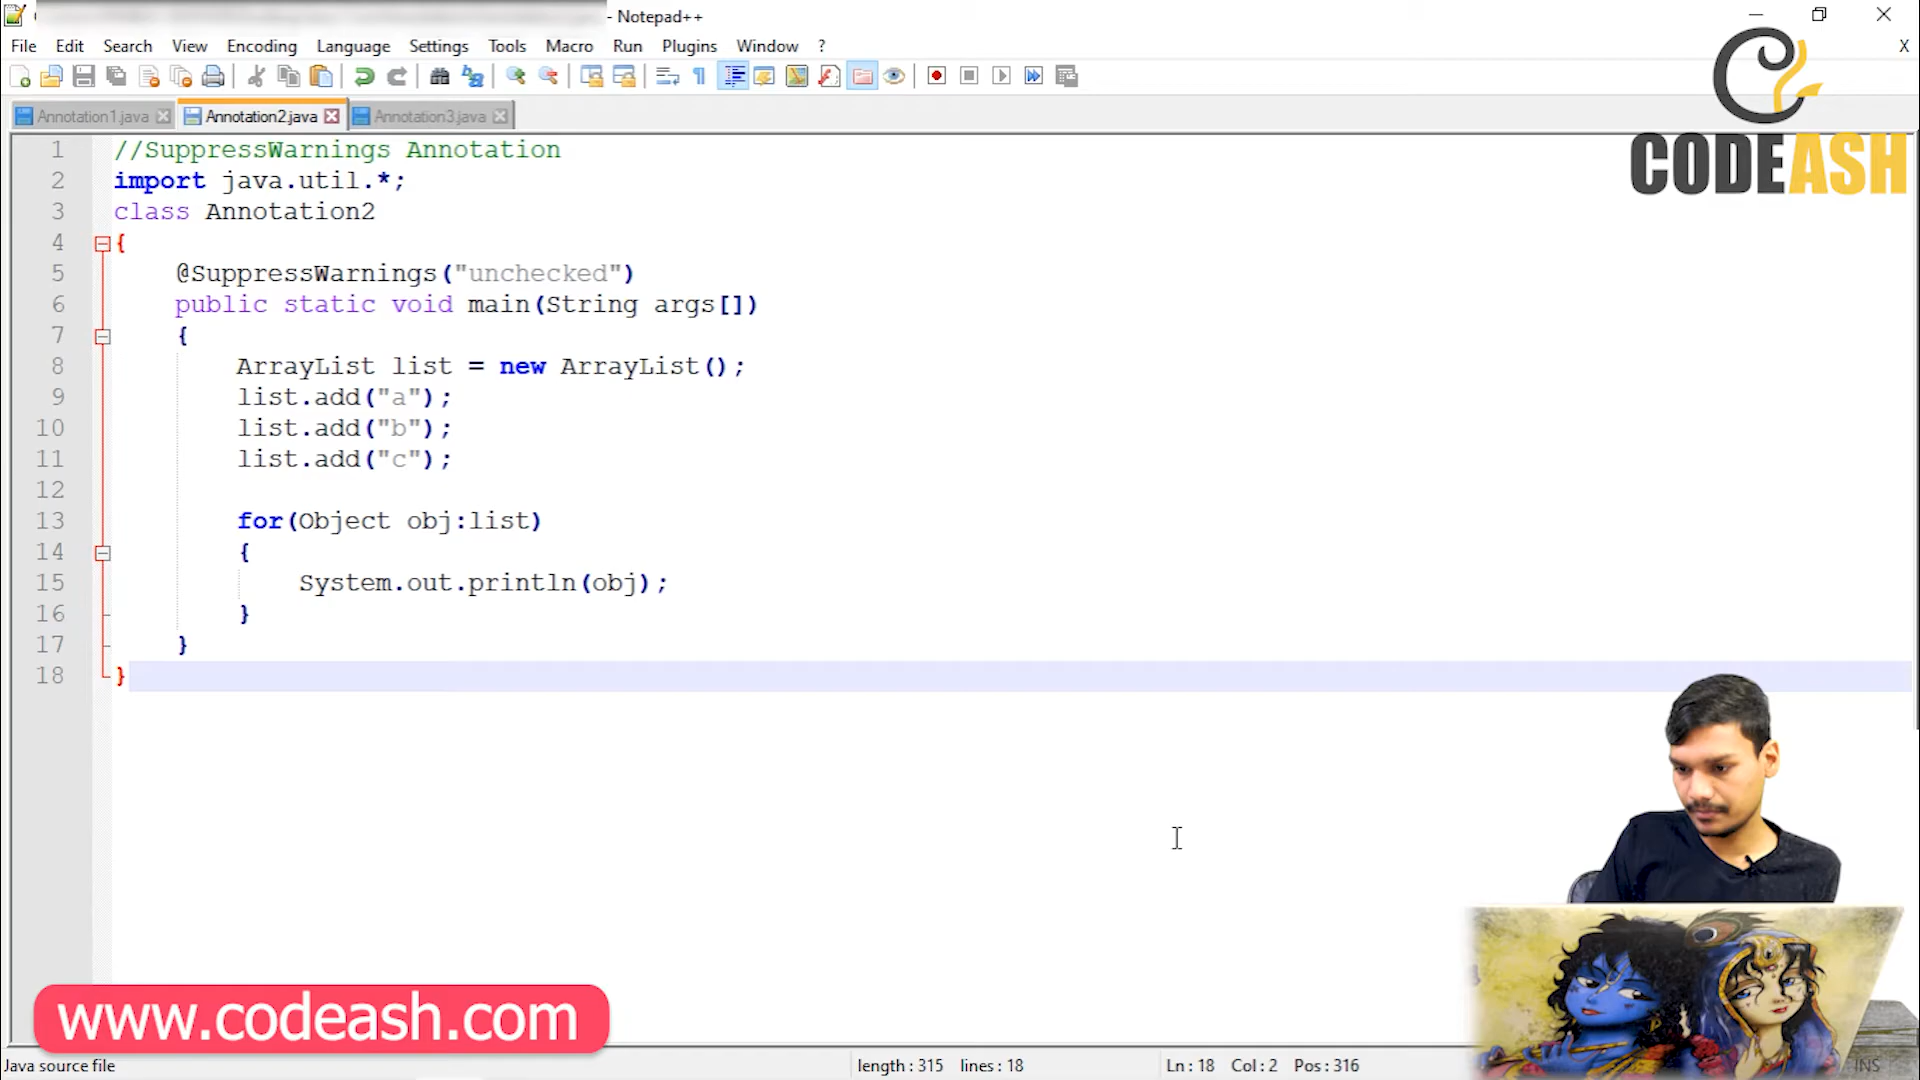 - Notepad++
File Edit Search View Encoding Language Settings Tools Macro Run Plugins Window ? X
Annotation1.java Annotation2.java Annotation3.java
CODEASH
1 //SuppressWarnings Annotation
2 import java.util.*;
3 class Annotation2
4 {
5 @SuppressWarnings("unchecked")
6 public static void main(String args[])
7 {
8 ArrayList list = new ArrayList();
9 list.add("a");
10 list.add("b");
11 list.add("c");
12
13 for(Object obj:list)
14 {
15 System.out.println(obj);
16 }
17 }
18 }
www.codeash.com
Java source file length : 315 lines : 18 Ln : 18 Col : 2 Pos : 316 INS